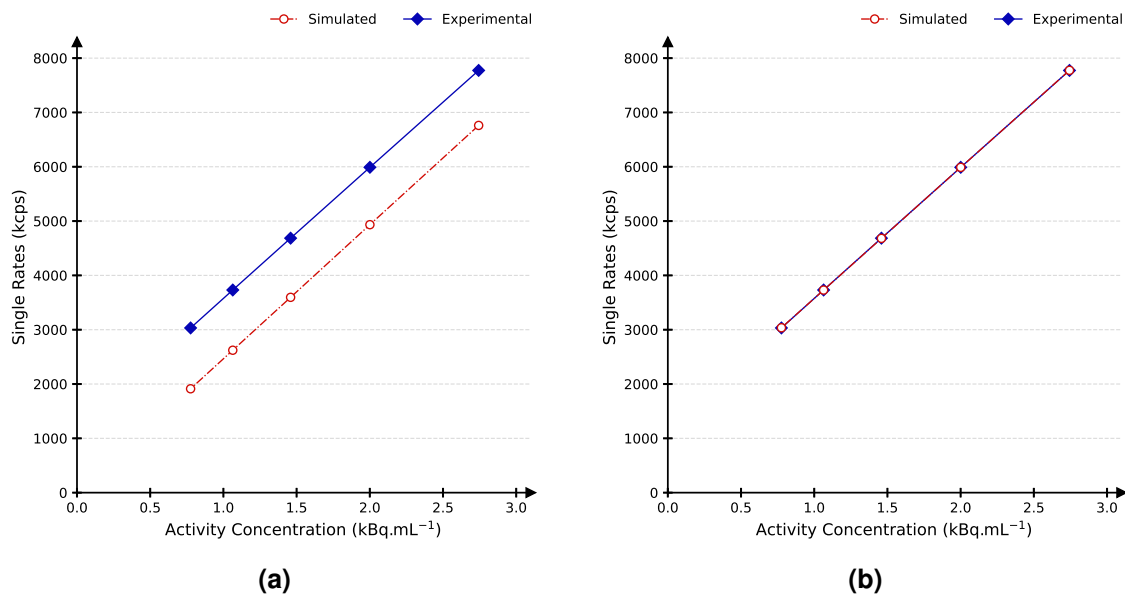 Simulated Experimental
8000
7000
6000
5000
4000
3000
2000
1000
0
Single Rates (kcps)
0.0 0.5 1.0 1.5 2.0 2.5 3.0
Activity Concentration (kBq.mL⁻¹)
(a)
Simulated Experimental
8000
7000
6000
5000
4000
3000
2000
1000
0
Single Rates (kcps)
0.0 0.5 1.0 1.5 2.0 2.5 3.0
Activity Concentration (kBq.mL⁻¹)
(b)